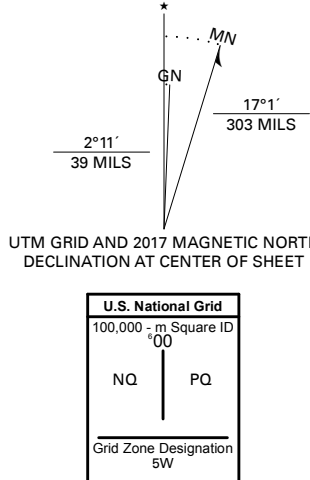 ★
MN
GN
17°1´
303 MILS
2°11´
39 MILS
UTM GRID AND 2017 MAGNETIC NORTH
DECLINATION AT CENTER OF SHEET
U.S. National Grid
100,000 - m Square ID
⁶00
NQ PQ
Grid Zone Designation
5W